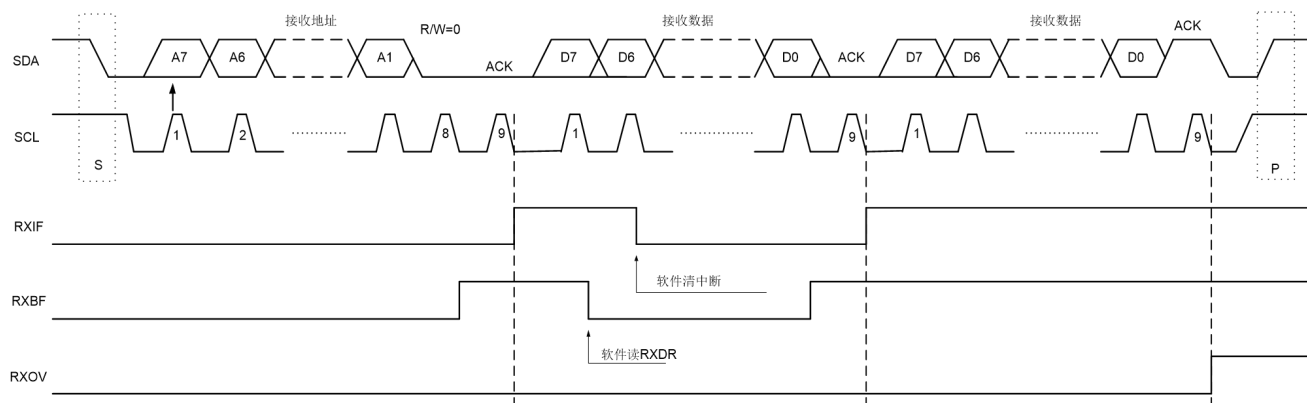 接收地址 R/W=0 接收数据 接收数据 ACK
SDA A7 A6 A1 ACK D7 D6 D0 ACK D7 D6 D0
SCL 1 2 8 9 1 9 1 9
S P
RXIF
软件清中断
RXBF
软件读RXDR
RXOV